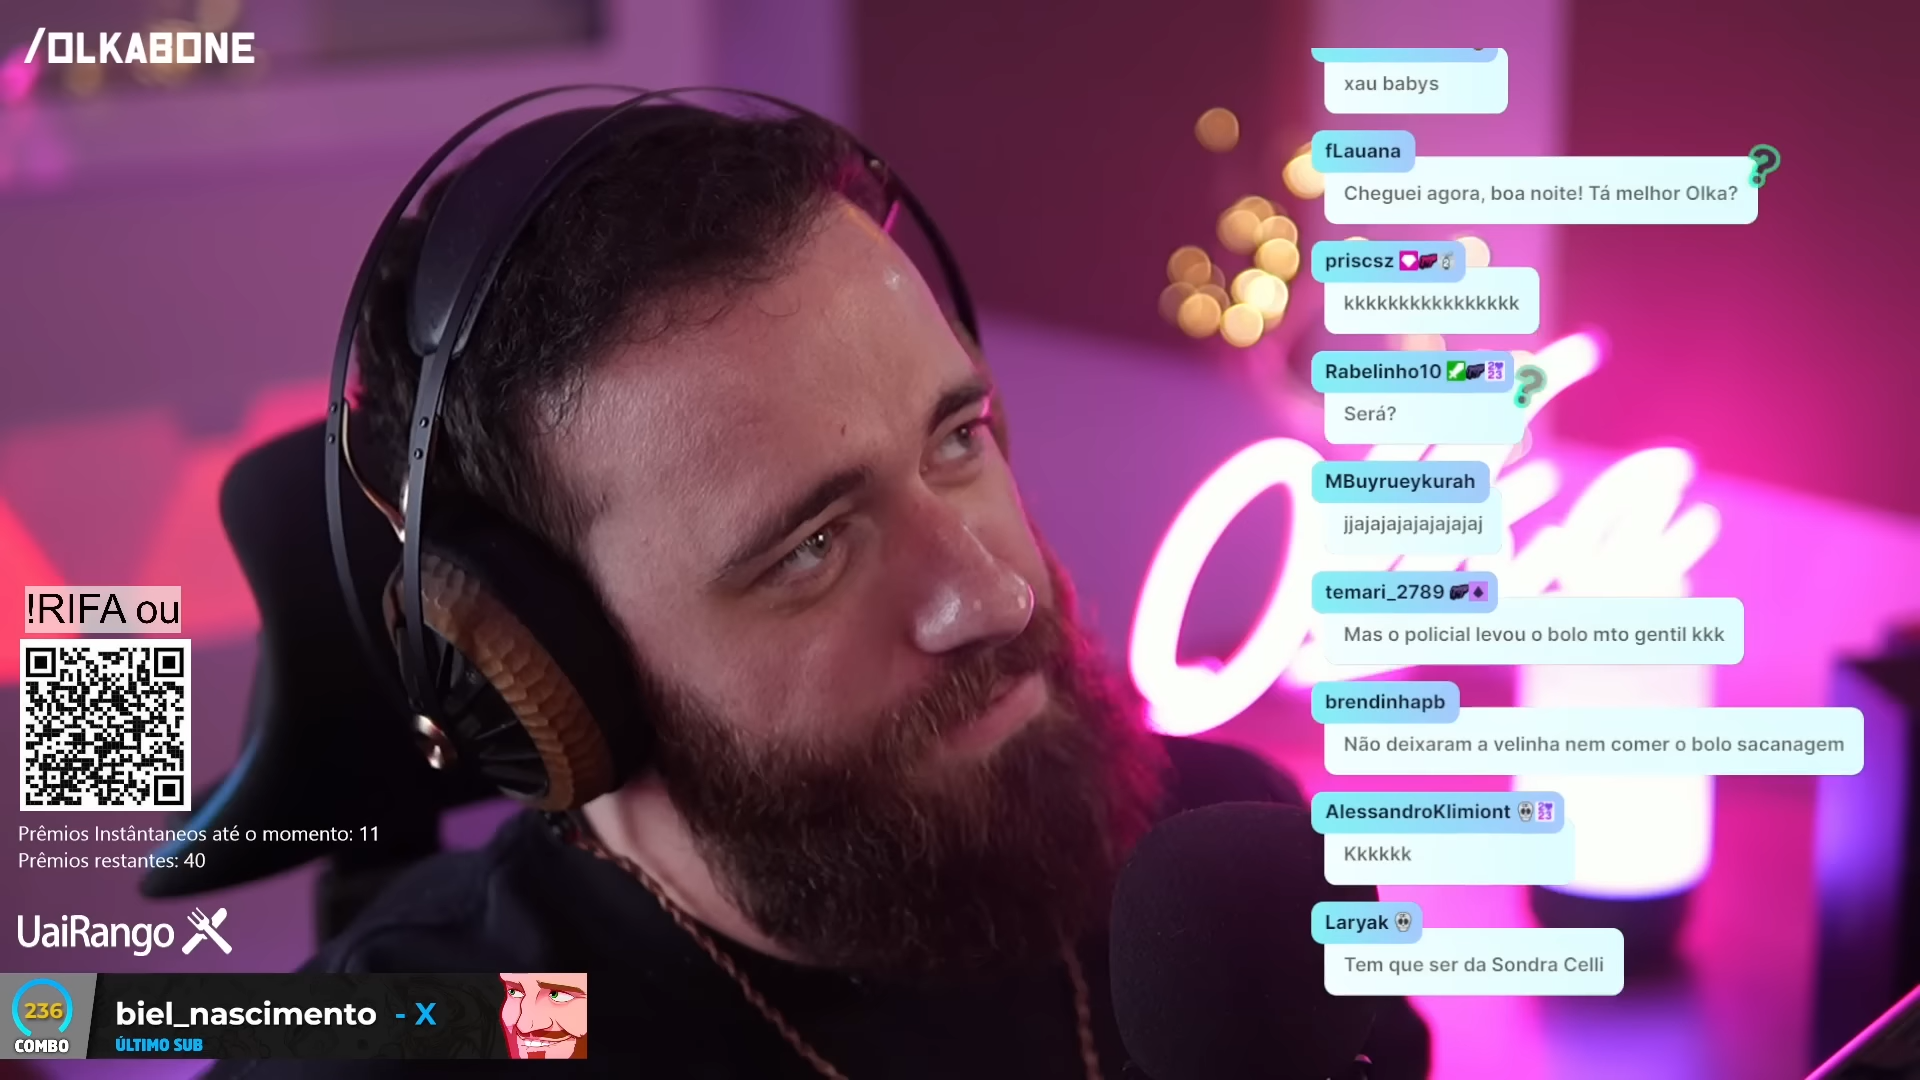 /OLKABONE
xau babys
fLauana
Cheguei agora, boa noite! Tá melhor Olka?
priscsz
kkkkkkkkkkkkkkkk
Rabelinho10
Será?
MBuyrueykurah
jjajajajajajajajaj
temari_2789
Mas o policial levou o bolo mto gentil kkk
brendinhapb
Não deixaram a velinha nem comer o bolo sacanagem
AlessandroKlimiont
Kkkkkk
Laryak
Tem que ser da Sondra Celli
Olka
!RIFA ou
Prêmios Instântaneos até o momento: 11
Prêmios restantes: 40
UaiRango
236
COMBO
biel_nascimento - X
ÚLTIMO SUB